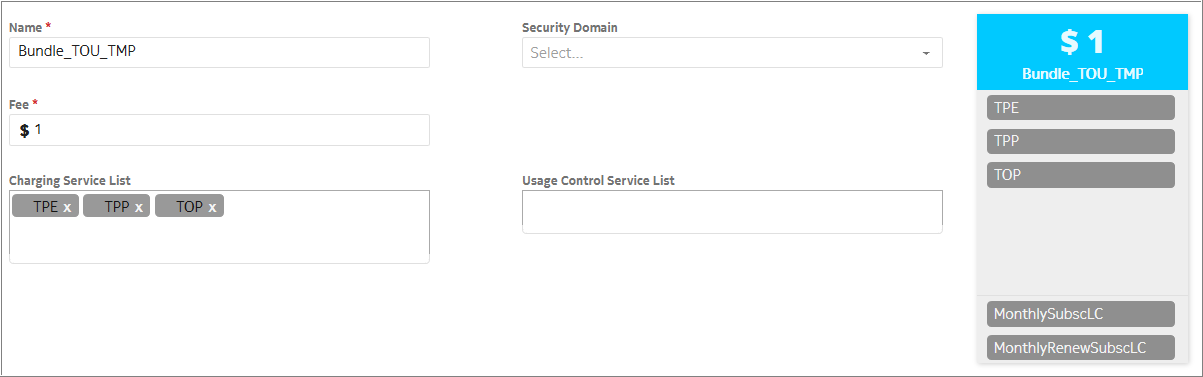 Name *
Bundle_TOU_TMP
Security Domain
Select...
Fee *
$ 1
Charging Service List
TPE x TPP x TOP x
Usage Control Service List
$ 1
Bundle_TOU_TMP
TPE
TPP
TOP
MonthlySubscLC
MonthlyRenewSubscLC